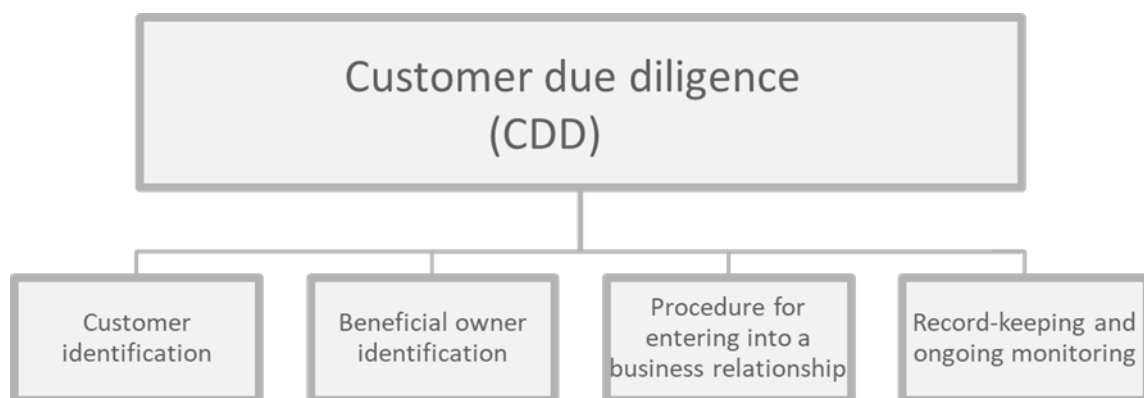 Customer due diligence
(CDD)
Customer
identification
Beneficial owner
identification
Procedure for
entering into a
business relationship
Record-keeping and
ongoing monitoring